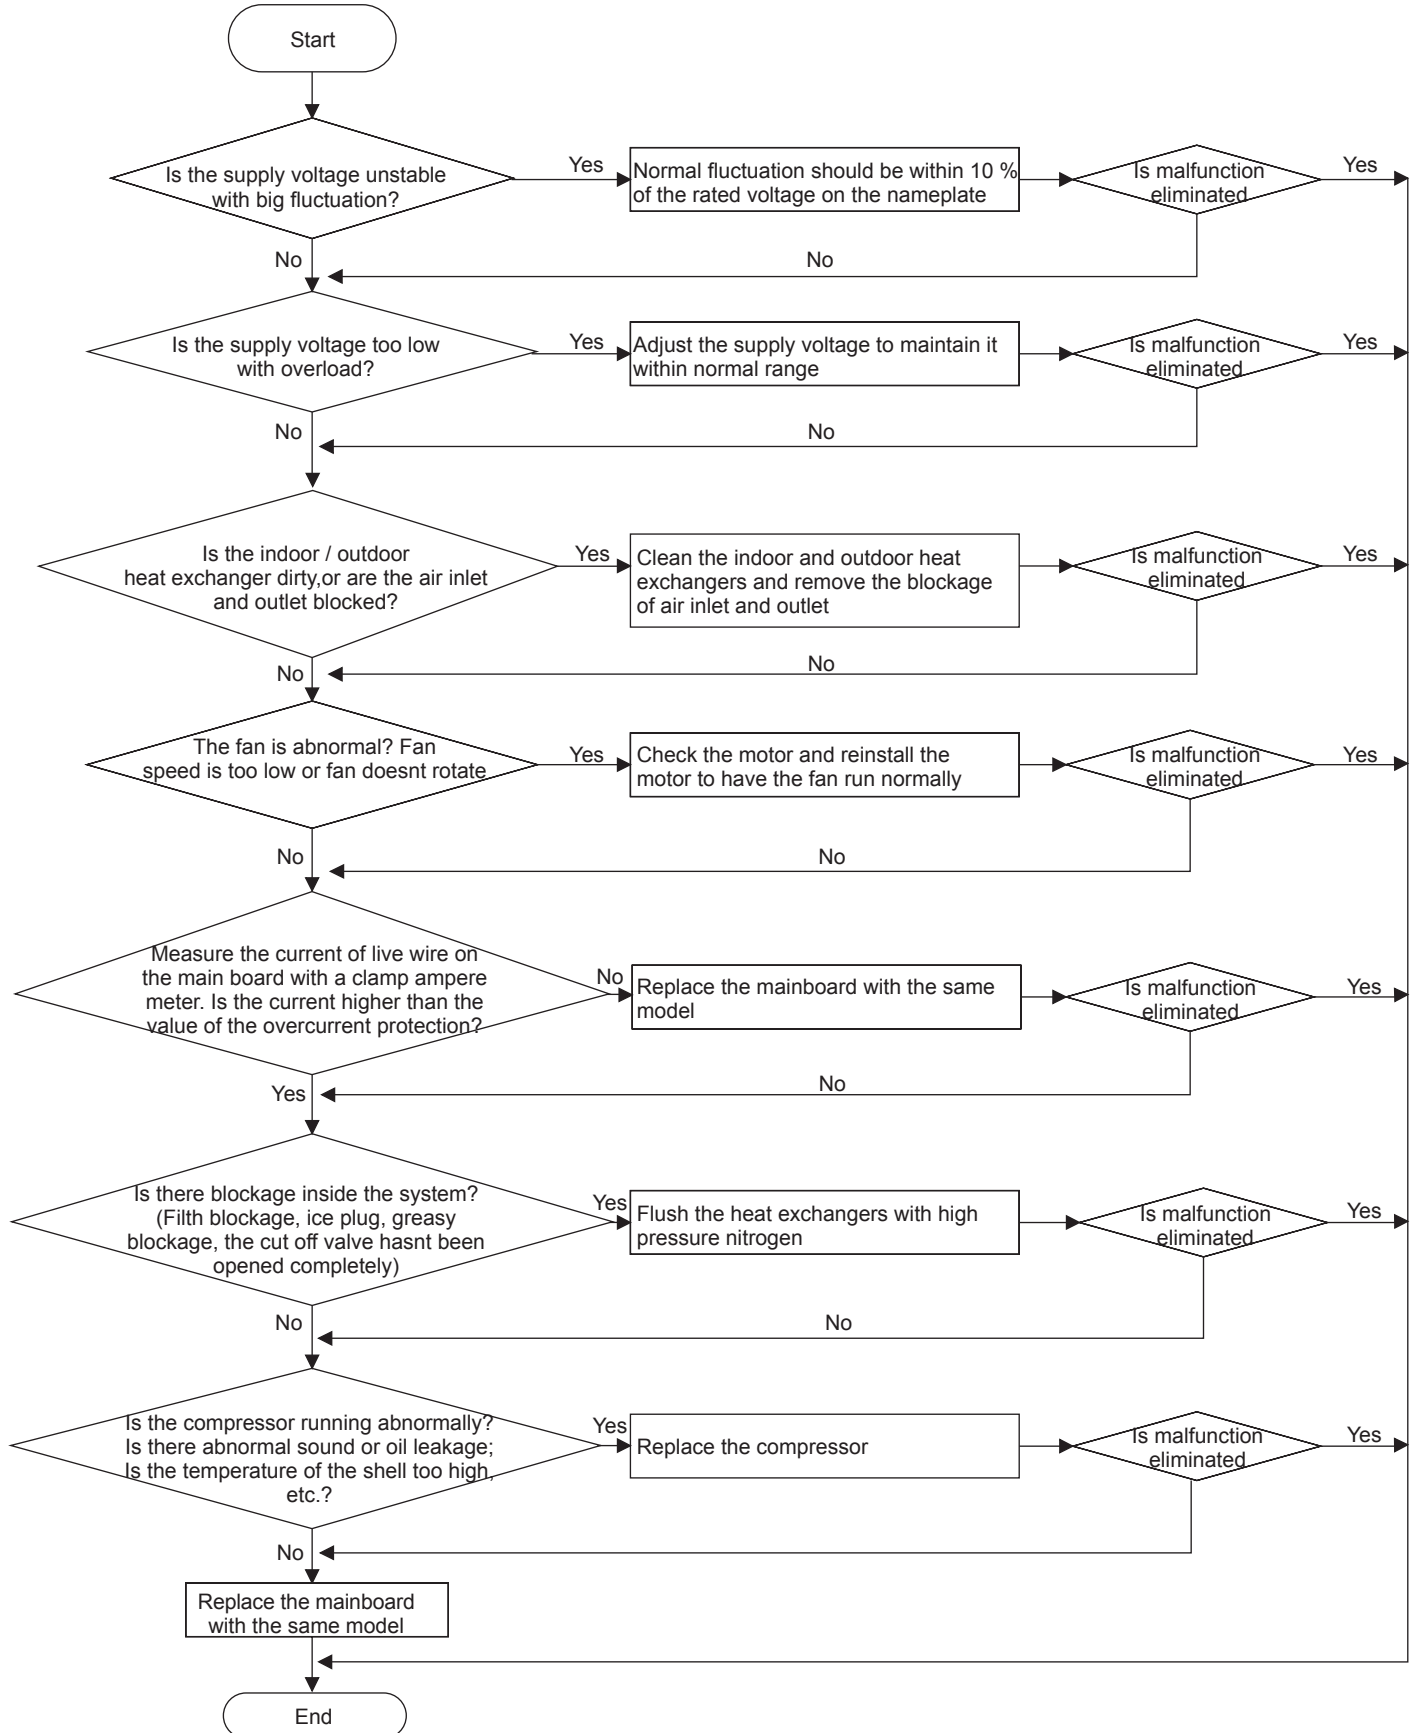 Start
Is the supply voltage unstable
with big fluctuation?
Yes
Normal fluctuation should be within 10 %
of the rated voltage on the nameplate
Is malfunction
eliminated
Yes
No
No
Is the supply voltage too low
with overload?
Yes
Adjust the supply voltage to maintain it
within normal range
Is malfunction
eliminated
Yes
No
No
Is the indoor / outdoor
heat exchanger dirty,or are the air inlet
and outlet blocked?
Yes
Clean the indoor and outdoor heat
exchangers and remove the blockage
of air inlet and outlet
Is malfunction
eliminated
Yes
No
No
The fan is abnormal? Fan
speed is too low or fan doesnt rotate
Yes
Check the motor and reinstall the
motor to have the fan run normally
Is malfunction
eliminated
Yes
No
No
Measure the current of live wire on
the main board with a clamp ampere
meter. Is the current higher than the
value of the overcurrent protection?
No
Replace the mainboard with the same
model
Is malfunction
eliminated
Yes
Yes
No
Is there blockage inside the system?
(Filth blockage, ice plug, greasy
blockage, the cut off valve hasnt been
opened completely)
Yes
Flush the heat exchangers with high
pressure nitrogen
Is malfunction
eliminated
Yes
No
No
Is the compressor running abnormally?
Is there abnormal sound or oil leakage;
Is the temperature of the shell too high,
etc.?
Yes
Replace the compressor
Is malfunction
eliminated
Yes
No
Replace the mainboard
with the same model
End